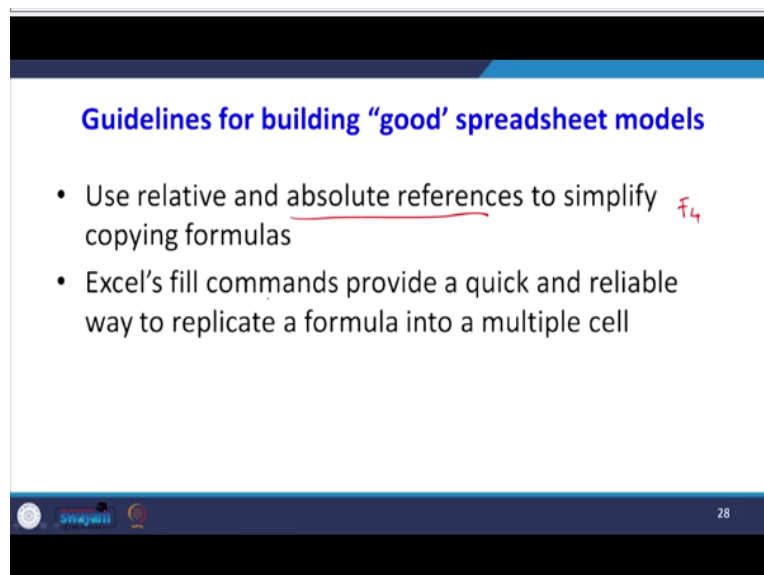 Guidelines for building “good’ spreadsheet models
• Use relative and absolute references to simplify F4
copying formulas
• Excel’s fill commands provide a quick and reliable
way to replicate a formula into a multiple cell
swayam 28